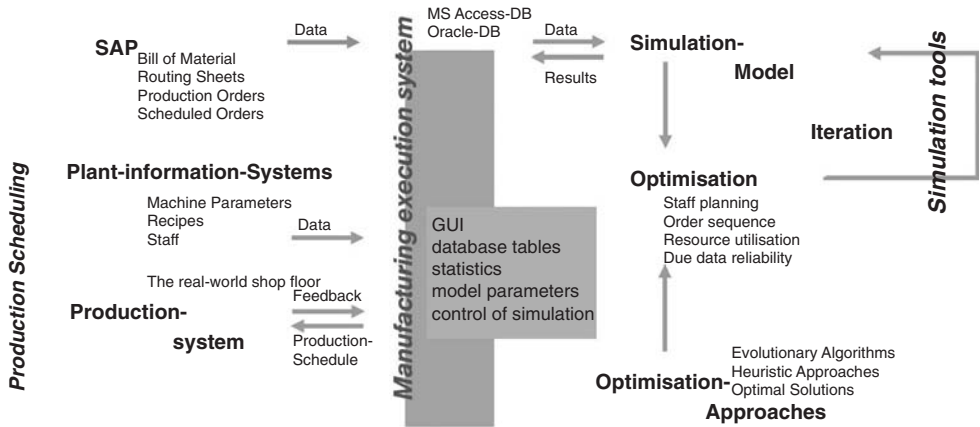 Production Scheduling
SAP
Bill of Material
Routing Sheets
Production Orders
Scheduled Orders
Data
Plant-information-Systems
Machine Parameters
Recipes
Staff
Data
The real-world shop floor
Production-
system
Feedback
Production-
Schedule
Manufacturing execution system
MS Access-DB
Oracle-DB
GUI
database tables
statistics
model parameters
control of simulation
Data
Results
Simulation-
Model
Iteration
Optimisation
Staff planning
Order sequence
Resource utilisation
Due data reliability
Evolutionary Algorithms
Heuristic Approaches
Optimisation-
Optimal Solutions
Approaches
Simulation tools